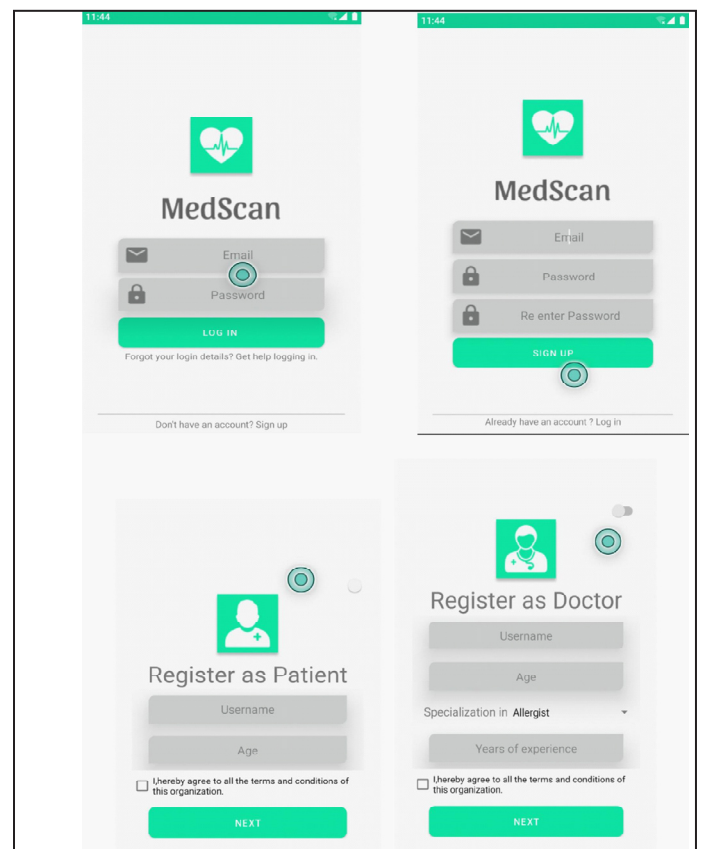 11:44
MedScan
Email
Password
LOG IN
Forgot your login details? Get help logging in.
Don't have an account? Sign up
11:44
MedScan
Email
Password
Re enter Password
SIGN UP
Already have an account ? Log in
Register as Patient
Username
Age
I,hereby agree to all the terms and conditions of
this organization.
NEXT
Register as Doctor
Username
Age
Specialization in Allergist
Years of experience
I,hereby agree to all the terms and conditions of
this organization.
NEXT